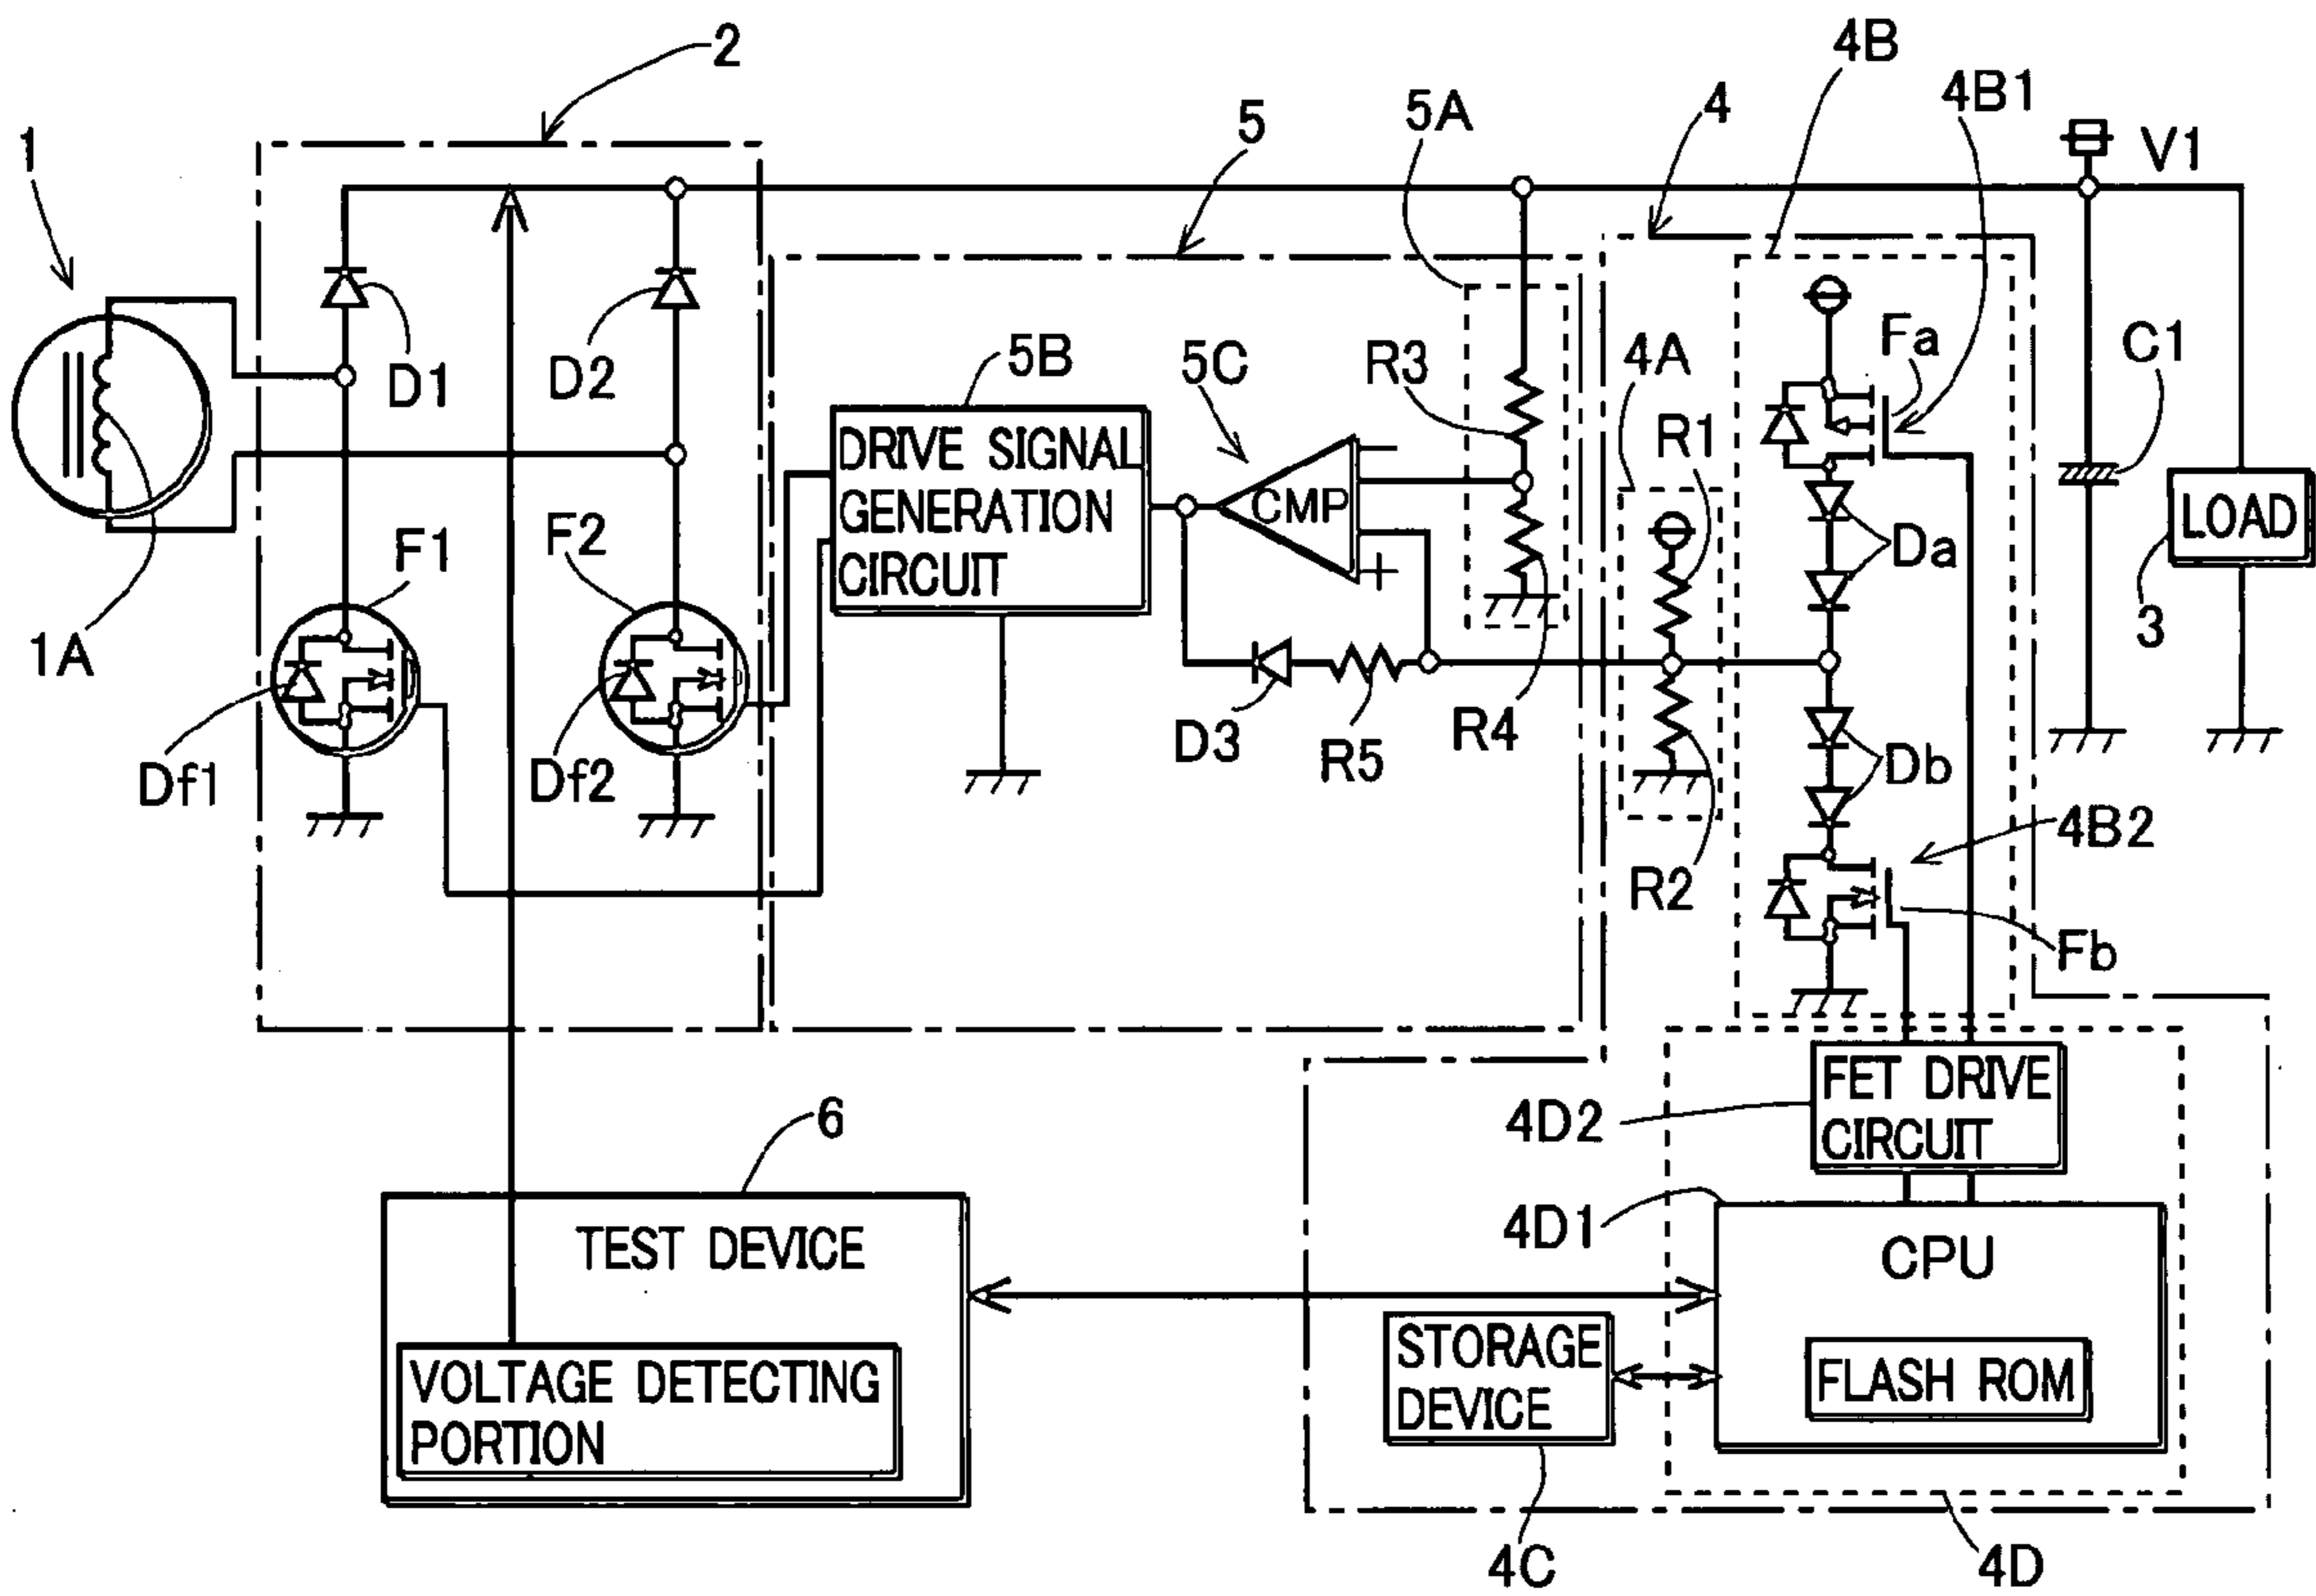 2
4B
4B1
5A
4
5
1
V1
5B
5C
R3
4A
Fa
C1
D1
D2
R1
DRIVE SIGNAL
GENERATION
CIRCUIT
CMP
−
+
LOAD
Da
3
F1
F2
1A
D3
R5
R4
Db
Df1
Df2
R2
4B2
Fb
FET DRIVE
CIRCUIT
4D2
6
4D1
TEST DEVICE
CPU
VOLTAGE DETECTING
PORTION
STORAGE
DEVICE
FLASH ROM
4C
4D